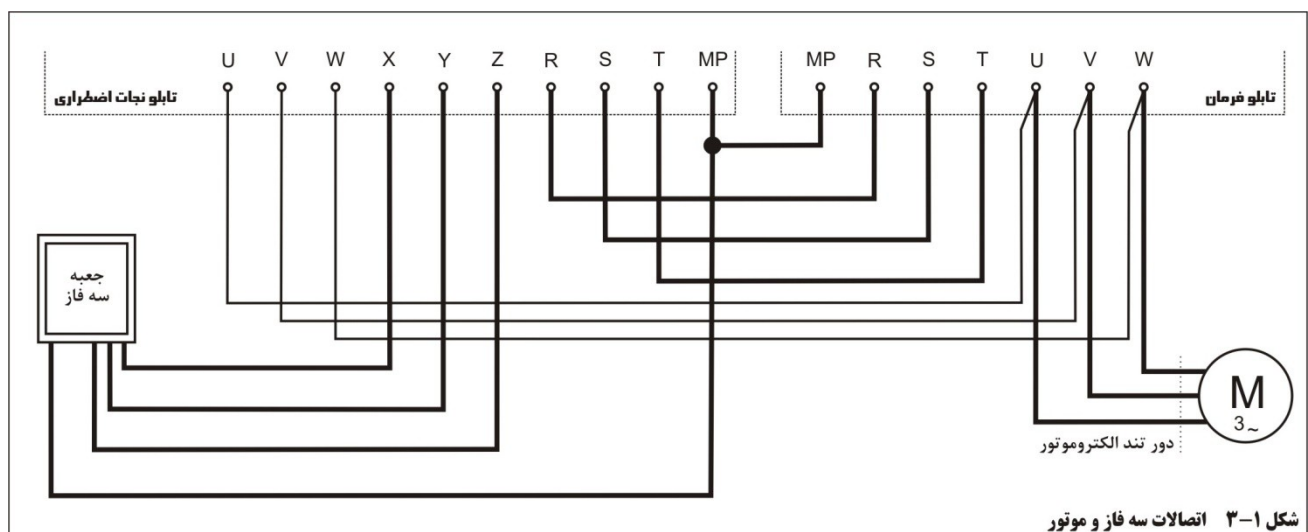 U V W X Y Z R S T MP MP R S T U V W
تابلو نجات اضطراری
تابلو فرمان
جعبه
سه فاز
M
3~
دور تند الکتروموتور
شکل ۱-۳ اتصالات سه فاز و موتور